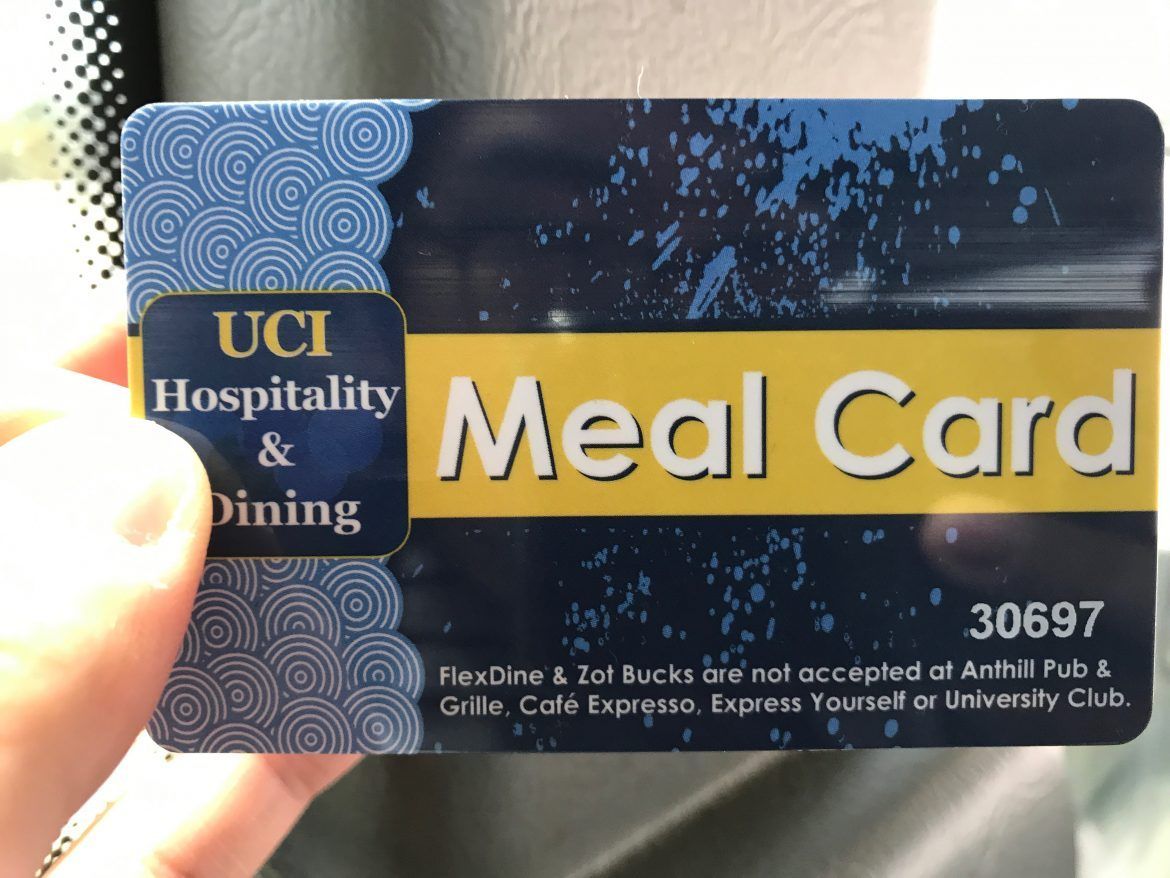 UCI
Hospitality
&
Dining
Meal Card
30697
FlexDine & Zot Bucks are not accepted at Anthill Pub &
Grille, Café Expresso, Express Yourself or University Club.